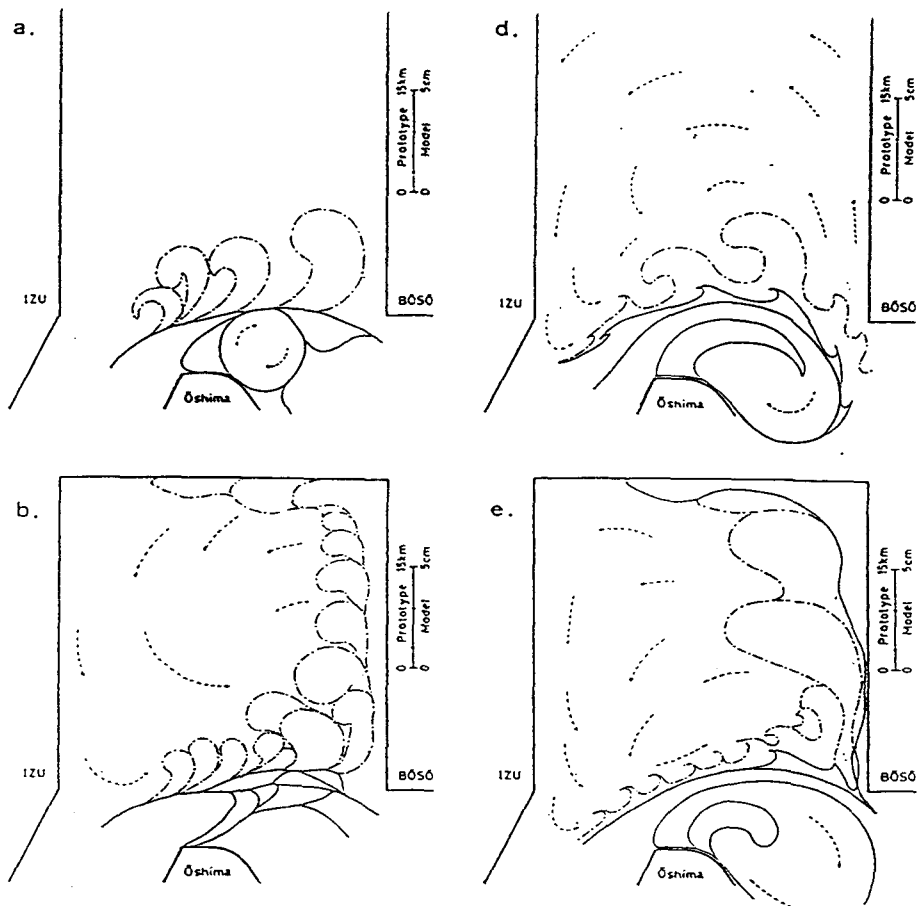 a.
0 Prototype 15km
0 Model 5cm
IZU
BŌSŌ
Ōshima
d.
0 Prototype 15km
0 Model 5cm
IZU
BŌSŌ
Ōshima
b.
0 Prototype 15km
0 Model 5cm
IZU
BŌSŌ
Ōshima
e.
0 Prototype 15km
0 Model 5cm
IZU
BŌSŌ
Ōshima